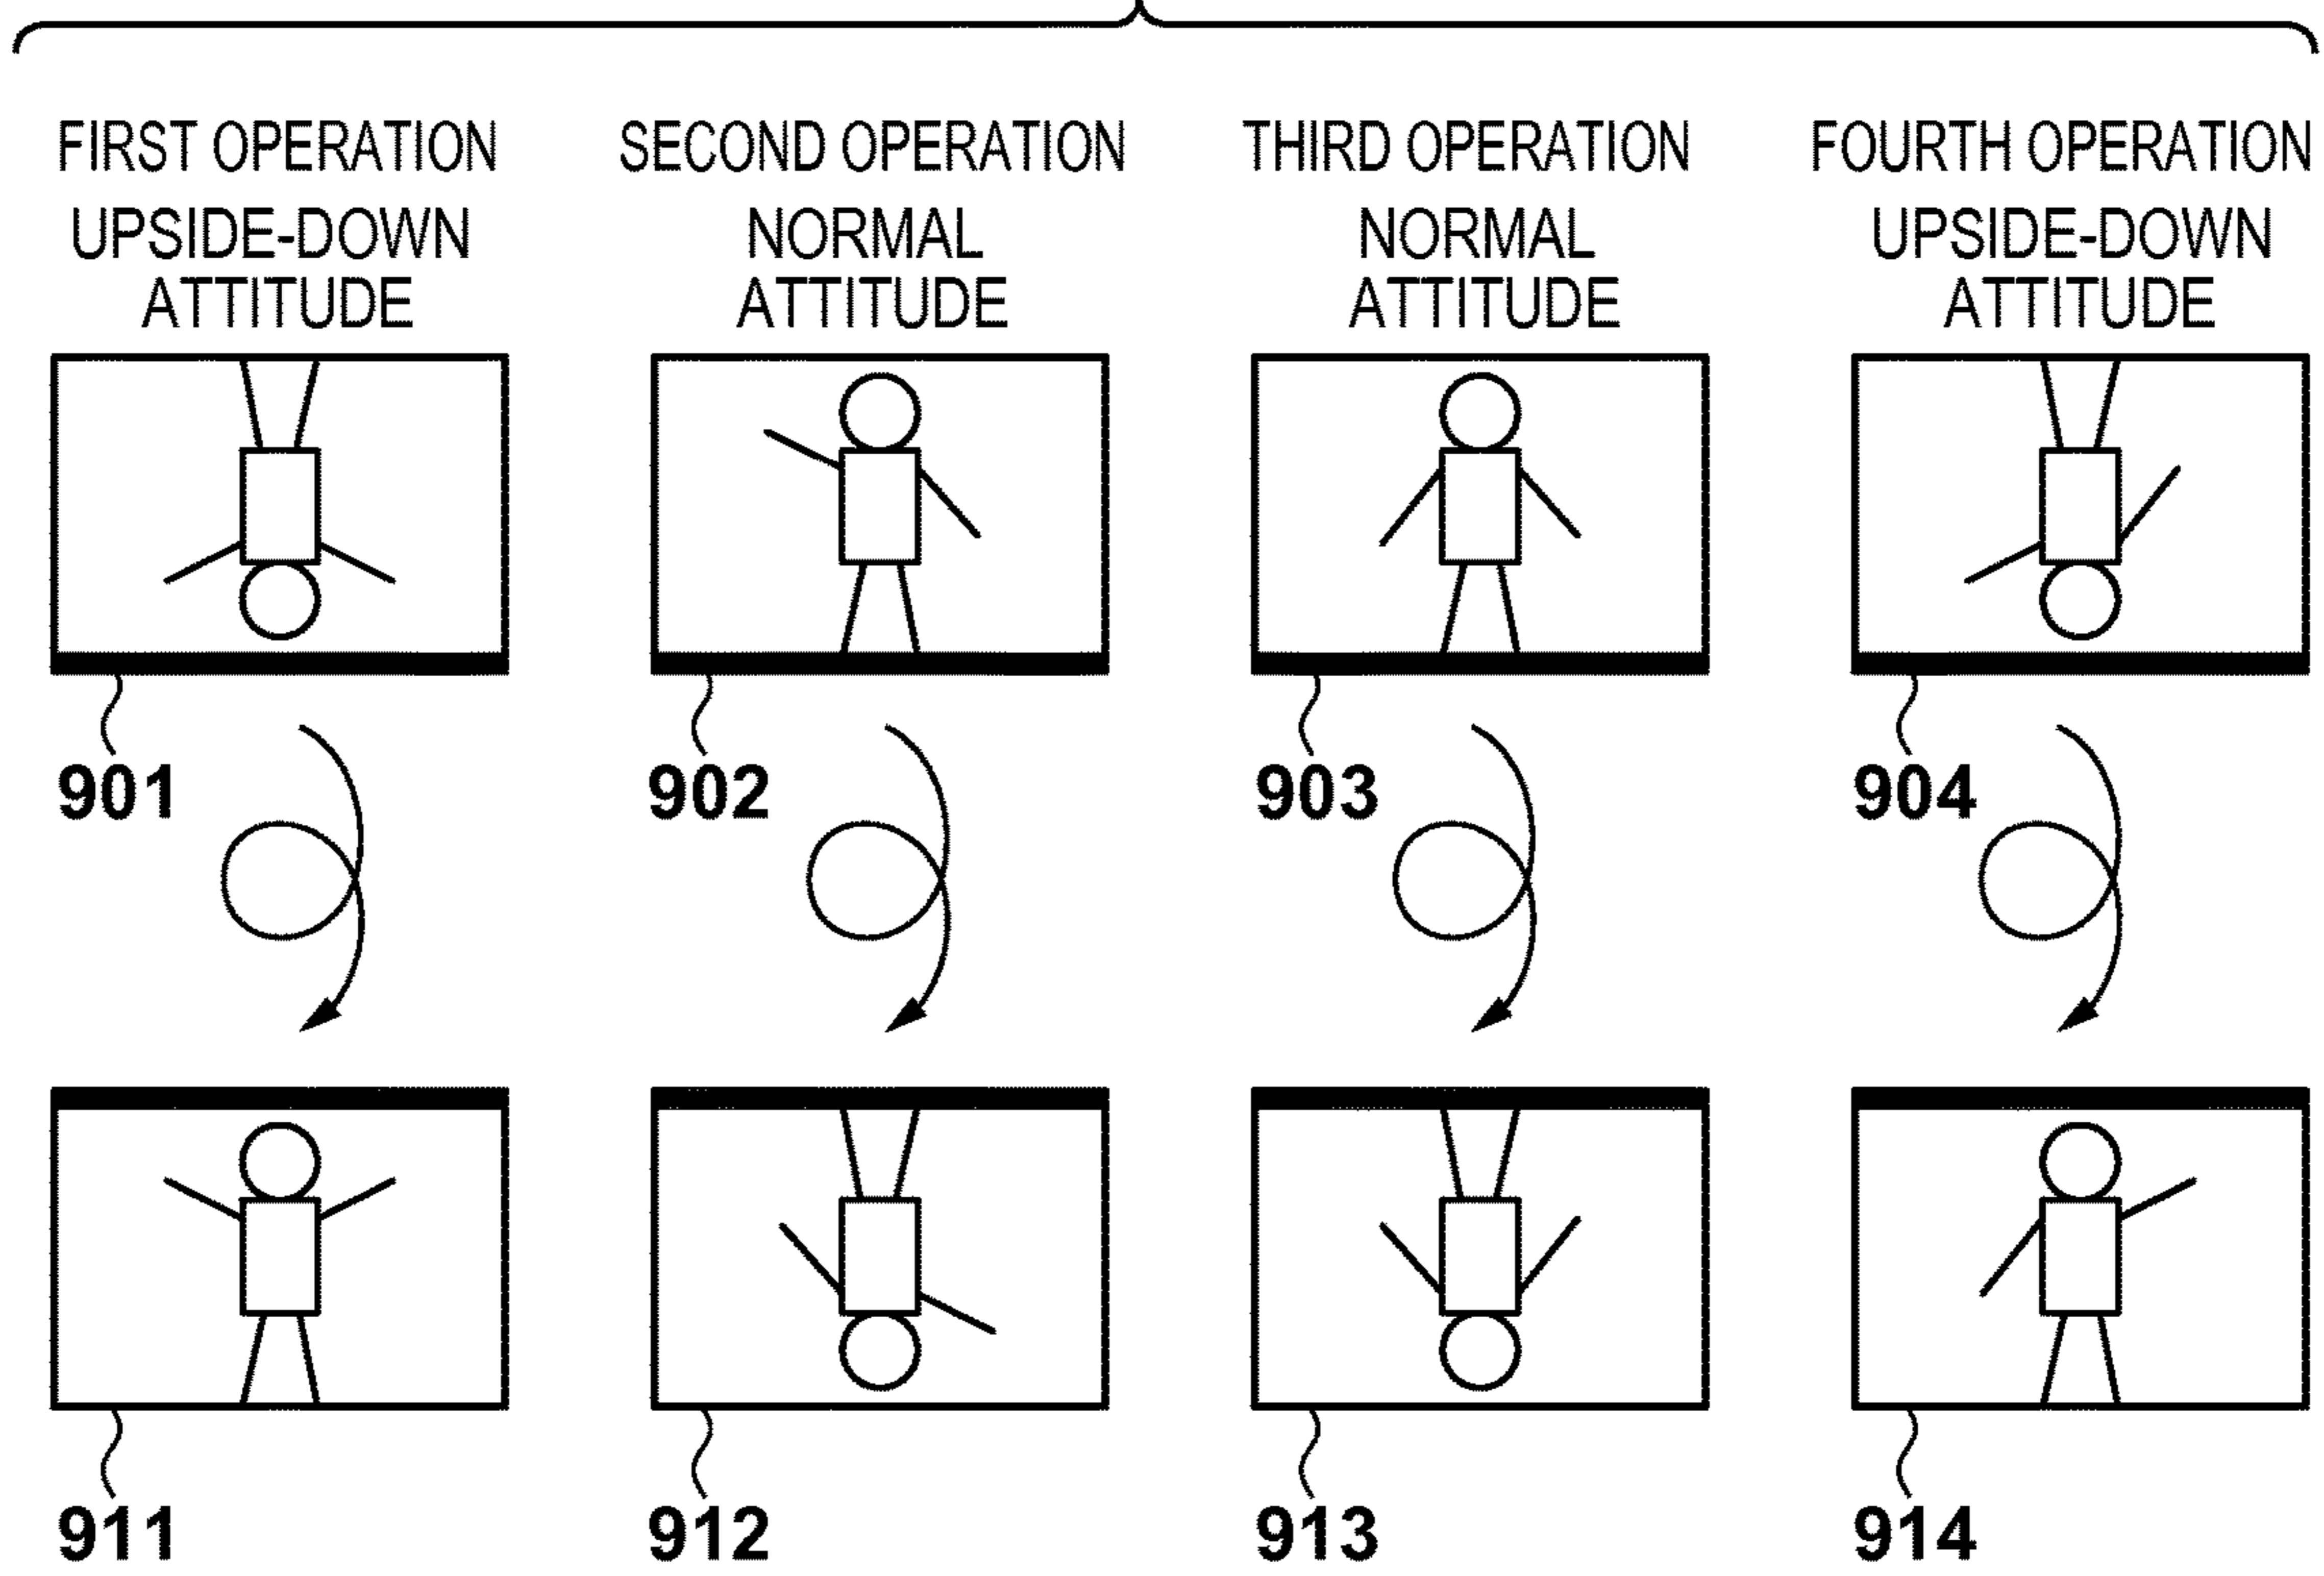 FIRST OPERATION
UPSIDE-DOWN
ATTITUDE
SECOND OPERATION
NORMAL
ATTITUDE
THIRD OPERATION
NORMAL
ATTITUDE
FOURTH OPERATION
UPSIDE-DOWN
ATTITUDE
901
902
903
904
911
912
913
914